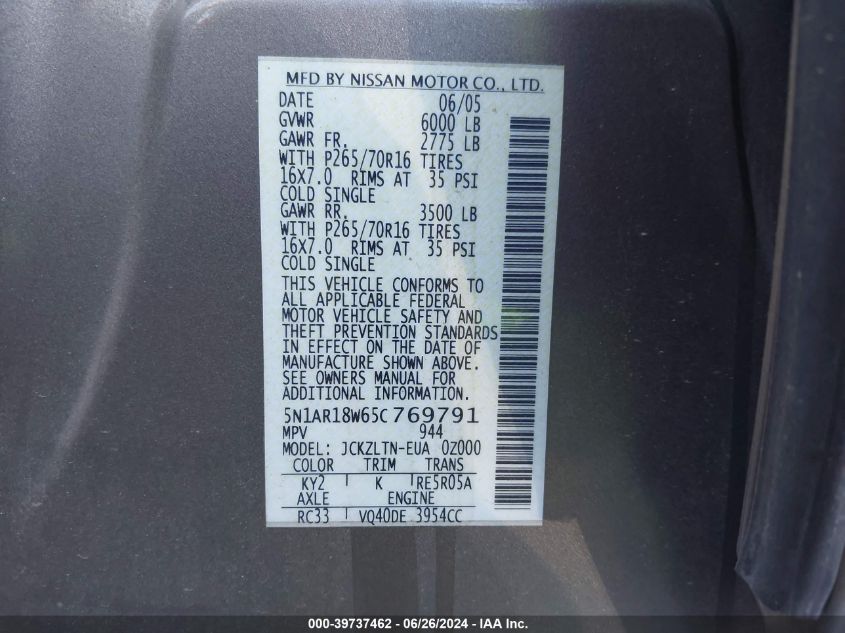 MFD BY NISSAN MOTOR CO., LTD.
DATE 06/05
GVWR 6000 LB
GAWR FR. 2775 LB
WITH P265/70R16 TIRES
16X7.0 RIMS AT 35 PSI
COLD SINGLE
GAWR RR. 3500 LB
WITH P265/70R16 TIRES
16X7.0 RIMS AT 35 PSI
COLD SINGLE
THIS VEHICLE CONFORMS TO
ALL APPLICABLE FEDERAL
MOTOR VEHICLE SAFETY AND
THEFT PREVENTION STANDARDS
IN EFFECT ON THE DATE OF
MANUFACTURE SHOWN ABOVE.
SEE OWNERS MANUAL FOR
ADDITIONAL INFORMATION.
5N1AR18W65C769791
MPV 944
MODEL: JCKZLTN-EUA 0Z000
COLOR TRIM TRANS
KY2 K RE5R05A
AXLE ENGINE
RC33 VQ40DE 3954CC
000-39737462 - 06/26/2024 - IAA Inc.